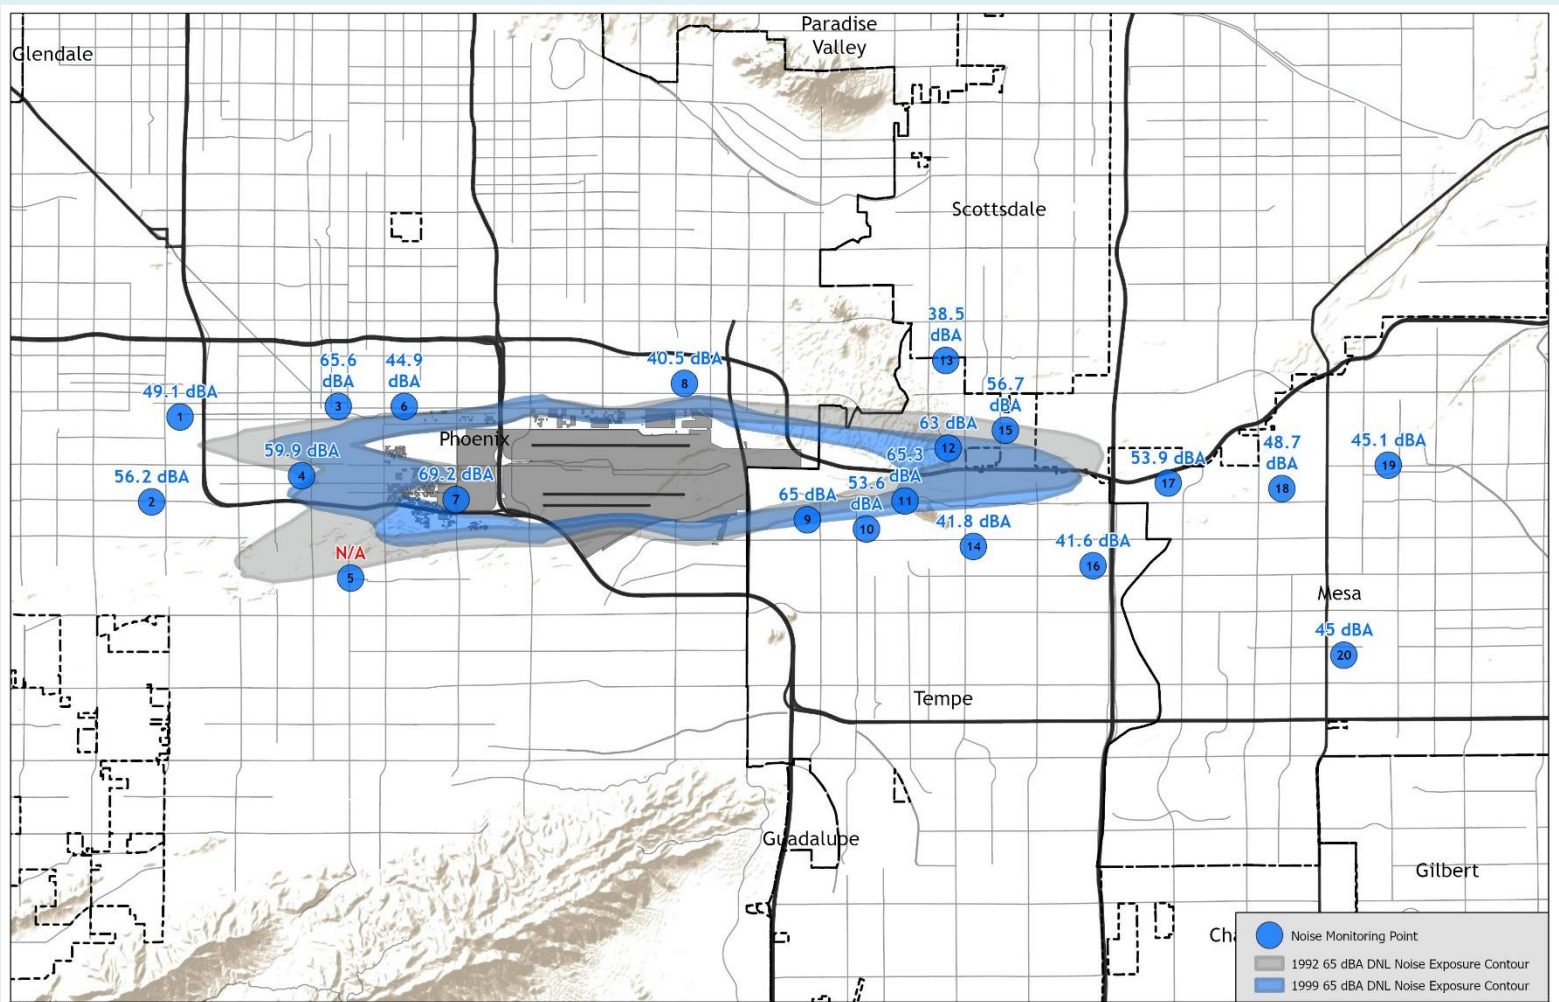 Paradise
Valley
Glendale
Scottsdale
38.5
dBA
13
65.6
dBA
3
44.9
dBA
6
40.5 dBA
8
49.1 dBA
1
56.7
dBA
15
63 dBA
12
Phoenix
59.9 dBA
4
69.2 dBA
7
56.2 dBA
2
65.3
dBA
11
53.6
dBA
10
65 dBA
9
41.8 dBA
14
53.9 dBA
17
48.7
dBA
18
45.1 dBA
19
N/A
5
41.6 dBA
16
Mesa
45 dBA
20
Tempe
Guadalupe
Gilbert
Ch
Noise Monitoring Point
1992 65 dBA DNL Noise Exposure Contour
1999 65 dBA DNL Noise Exposure Contour